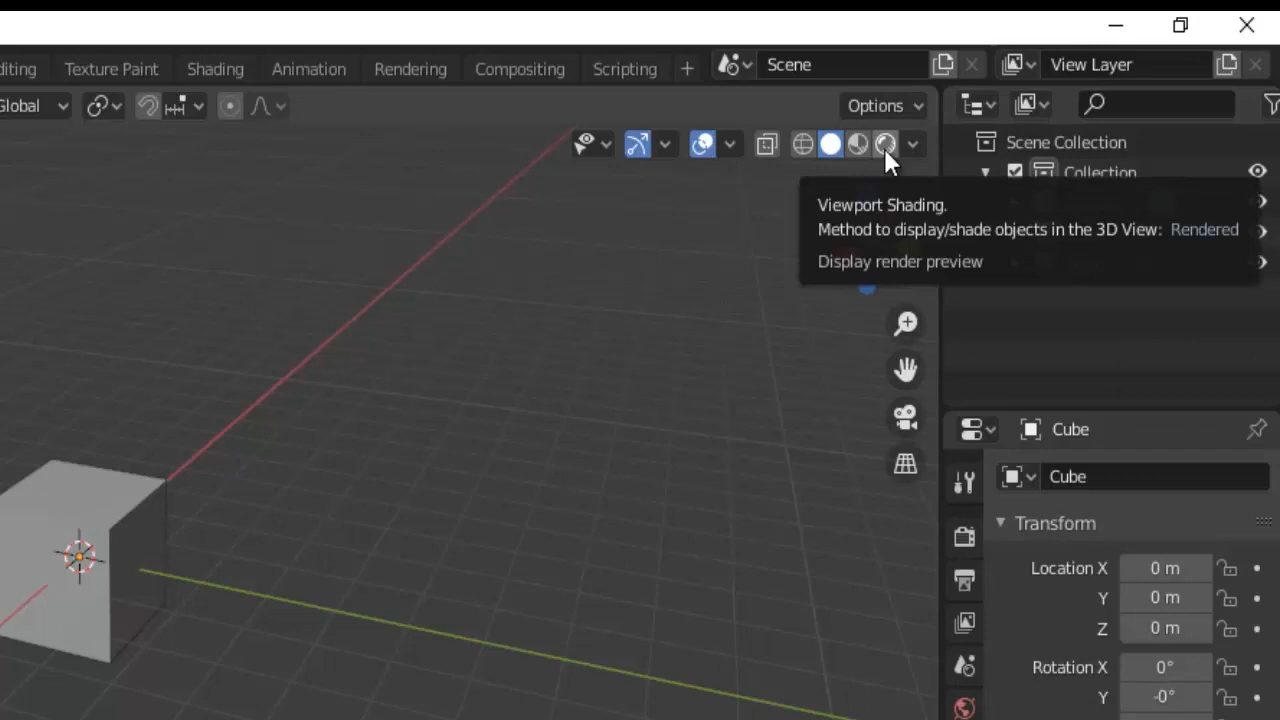 diting
Texture Paint
Shading
Animation
Rendering
Compositing
Scripting
+
Scene
View Layer
Global
Options
Scene Collection
Collection
Viewport Shading.
Method to display/shade objects in the 3D View: Rendered
Display render preview
Cube
Cube
Transform
Location X
0 m
Y
0 m
Z
0 m
Rotation X
0°
Y
-0°